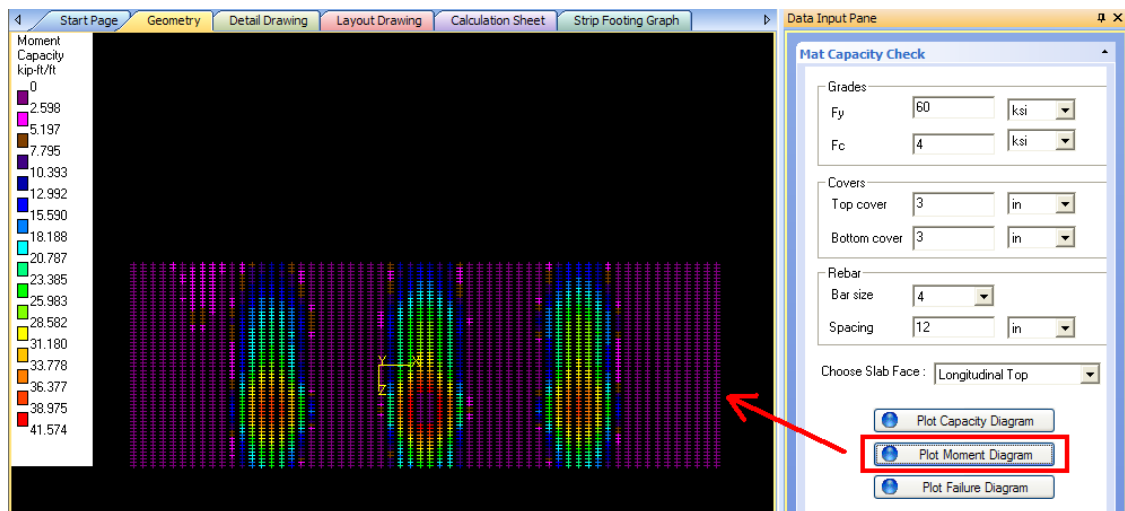 Start Page Geometry Detail Drawing Layout Drawing Calculation Sheet Strip Footing Graph
Moment
Capacity
kip-ft/ft
0
2.598
5.197
7.795
10.393
12.992
15.590
18.188
20.787
23.385
25.983
28.582
31.180
33.778
36.377
38.975
41.574
Y X
Z
Data Input Pane
Mat Capacity Check
Grades
Fy 60 ksi
Fc 4 ksi
Covers
Top cover 3 in
Bottom cover 3 in
Rebar
Bar size 4
Spacing 12 in
Choose Slab Face : Longitudinal Top
Plot Capacity Diagram
Plot Moment Diagram
Plot Failure Diagram